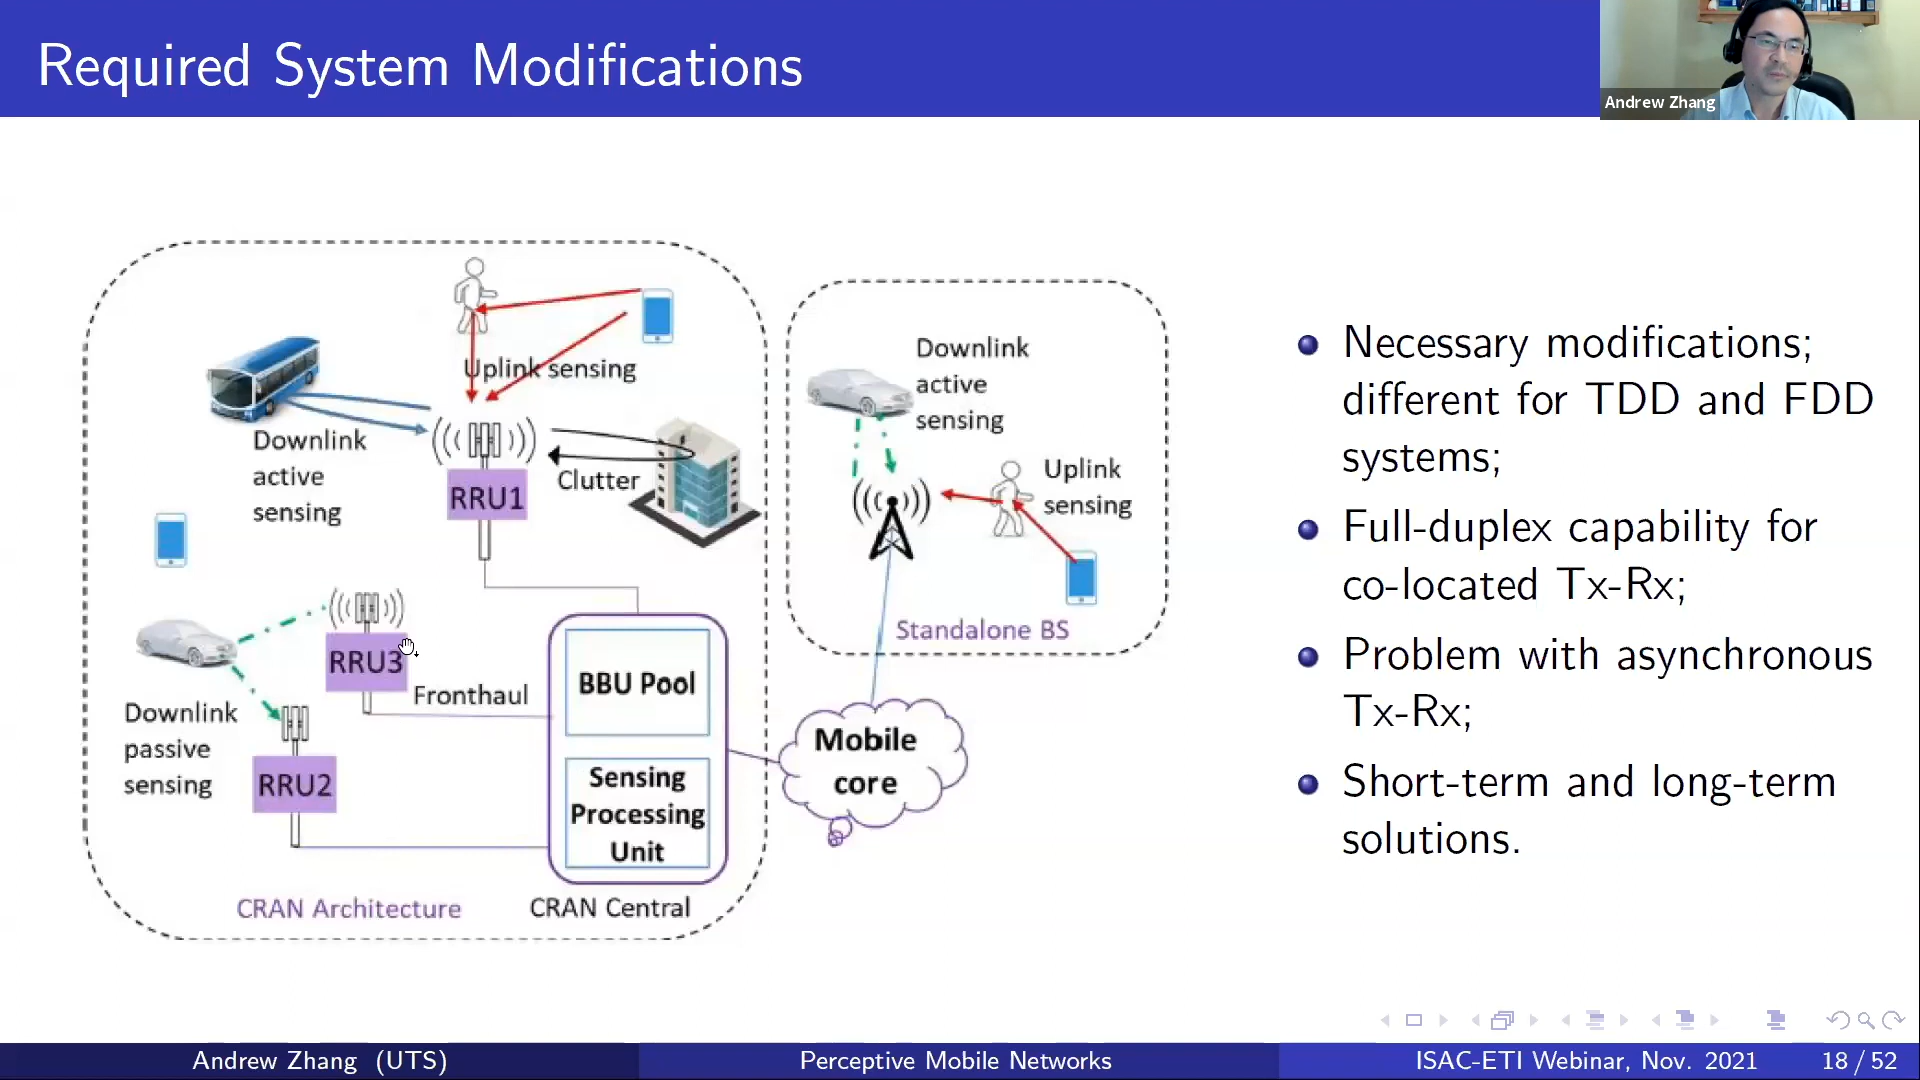 Required System Modifications
Andrew Zhang
Uplink sensing
Downlink
active
sensing
Clutter
RRU1
RRU3
Fronthaul
Downlink
passive
sensing
RRU2
BBU Pool
Sensing
Processing
Unit
CRAN Architecture
CRAN Central
Downlink
active
sensing
Uplink
sensing
Standalone BS
Mobile
core
Necessary modifications;
different for TDD and FDD
systems;
Full-duplex capability for
co-located Tx-Rx;
Problem with asynchronous
Tx-Rx;
Short-term and long-term
solutions.
Andrew Zhang (UTS)
Perceptive Mobile Networks
ISAC-ETI Webinar, Nov. 2021
18 / 52